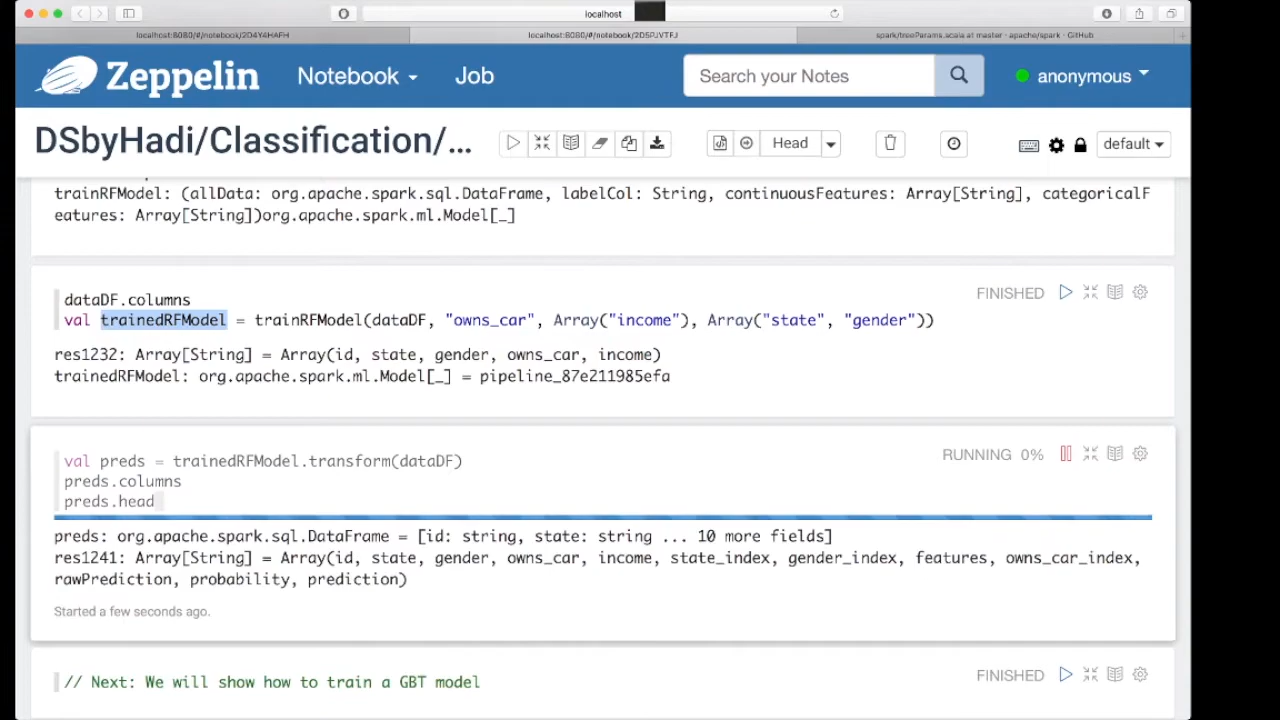 localhost
localhost:8080/#/notebook/2D4Y4HAFH
localhost:8080/#/notebook/2D5PJVTFJ
spark/treeParams.scala at master · apache/spark · GitHub
Zeppelin
Notebook
Job
Search your Notes
anonymous
DSbyHadi/Classification/...
Head
default
trainRFModel: (allData: org.apache.spark.sql.DataFrame, labelCol: String, continuousFeatures: Array[String], categoricalF
eatures: Array[String])org.apache.spark.ml.Model[_]
FINISHED
dataDF.columns
val trainedRFModel = trainRFModel(dataDF, "owns_car", Array("income"), Array("state", "gender"))
res1232: Array[String] = Array(id, state, gender, owns_car, income)
trainedRFModel: org.apache.spark.ml.Model[_] = pipeline_87e211985efa
RUNNING 0%
val preds = trainedRFModel.transform(dataDF)
preds.columns
preds.head
preds: org.apache.spark.sql.DataFrame = [id: string, state: string ... 10 more fields]
res1241: Array[String] = Array(id, state, gender, owns_car, income, state_index, gender_index, features, owns_car_index,
rawPrediction, probability, prediction)
Started a few seconds ago.
FINISHED
// Next: We will show how to train a GBT model